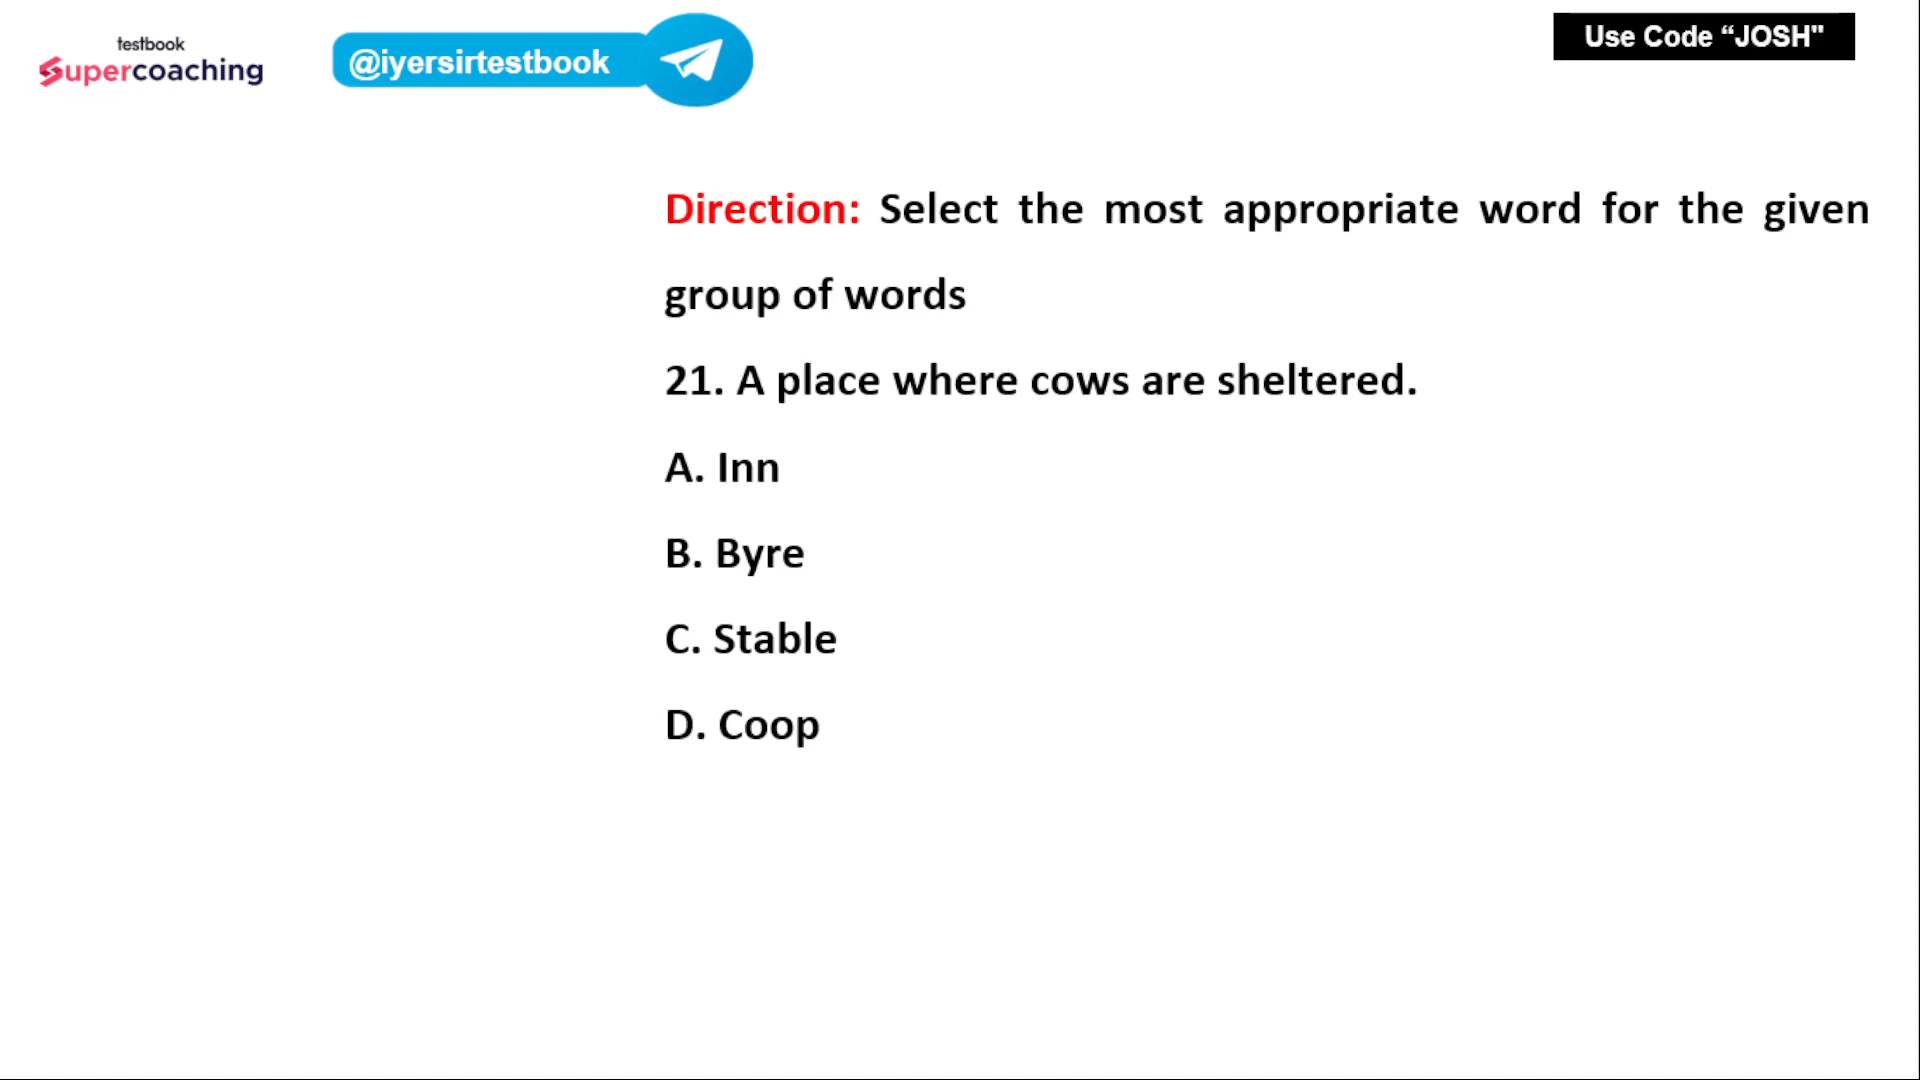 testbook
Supercoaching
@iyersirtestbook
Use Code “JOSH"
Direction: Select the most appropriate word for the given
group of words
21. A place where cows are sheltered.
A. Inn
B. Byre
C. Stable
D. Coop